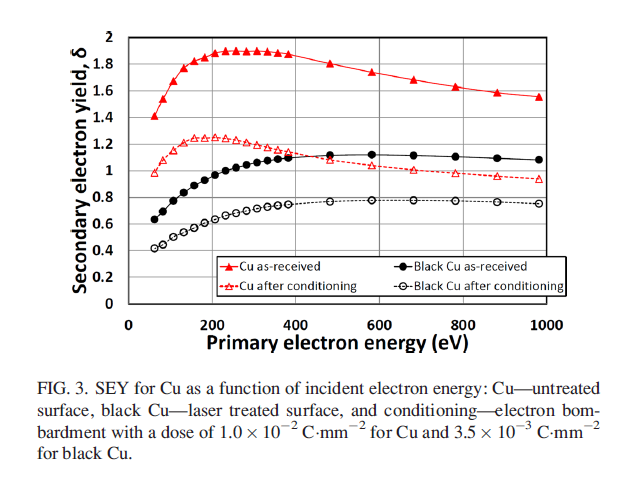 Secondary electron yield, δ
2
1.8
1.6
1.4
1.2
1
0.8
0.6
0.4
0.2
0
Cu as-received
Black Cu as-received
Cu after conditioning
Black Cu after conditioning
0
200
400
600
800
1000
Primary electron energy (eV)
FIG. 3. SEY for Cu as a function of incident electron energy: Cu—untreated
surface, black Cu—laser treated surface, and conditioning—electron bom-
bardment with a dose of 1.0 × 10⁻² C·mm⁻² for Cu and 3.5 × 10⁻³ C·mm⁻²
for black Cu.